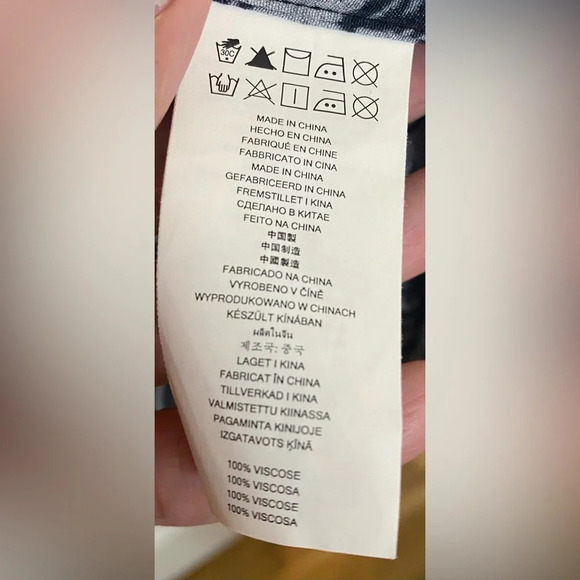 30C
MADE IN CHINA
HECHO EN CHINA
FABRIQUÉ EN CHINE
FABBRICATO IN CINA
MADE IN CHINA
GEFABRICEERD IN CHINA
FREMSTILLET I KINA
СДЕЛАНО В КИТАЕ
FEITO NA CHINA
中国製
中国制造
中國製造
FABRICADO NA CHINA
VYROBENO V ČÍNĚ
WYPRODUKOWANO W CHINACH
KÉSZÜLT KÍNÁBAN
ผลิตในจีน
제조국: 중국
LAGET I KINA
FABRICAT ÎN CHINA
TILLVERKAD I KINA
VALMISTETTU KIINASSA
PAGAMINTA KINIJOJE
IZGATAVOTS ĶĪNĀ
100% VISCOSE
100% VISCOSA
100% VISCOSE
100% VISCOSA